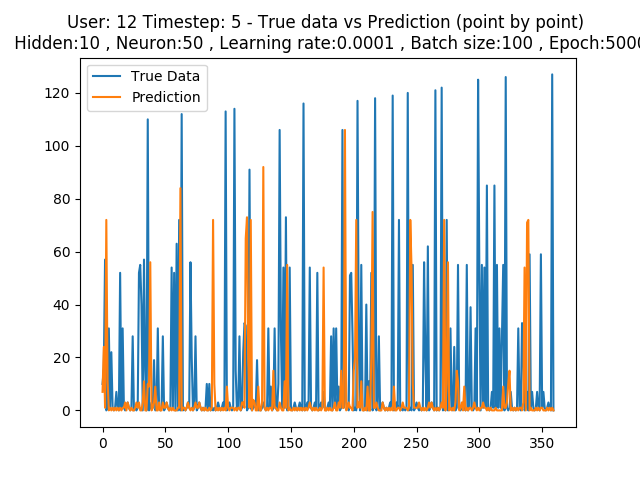 User: 12 Timestep: 5 - True data vs Prediction (point by point)
Hidden:10 , Neuron:50 , Learning rate:0.0001 , Batch size:100 , Epoch:5000
True Data
Prediction
120
100
80
60
40
20
0
0 50 100 150 200 250 300 350